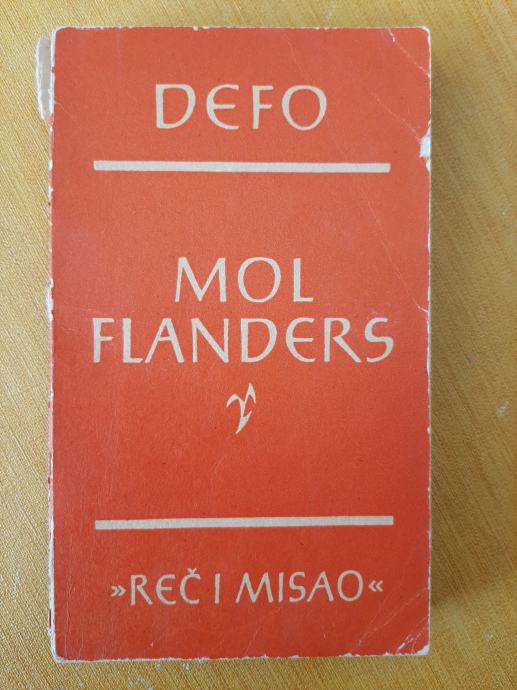 DEFO
MOL
FLANDERS
»REČ I MISAO«